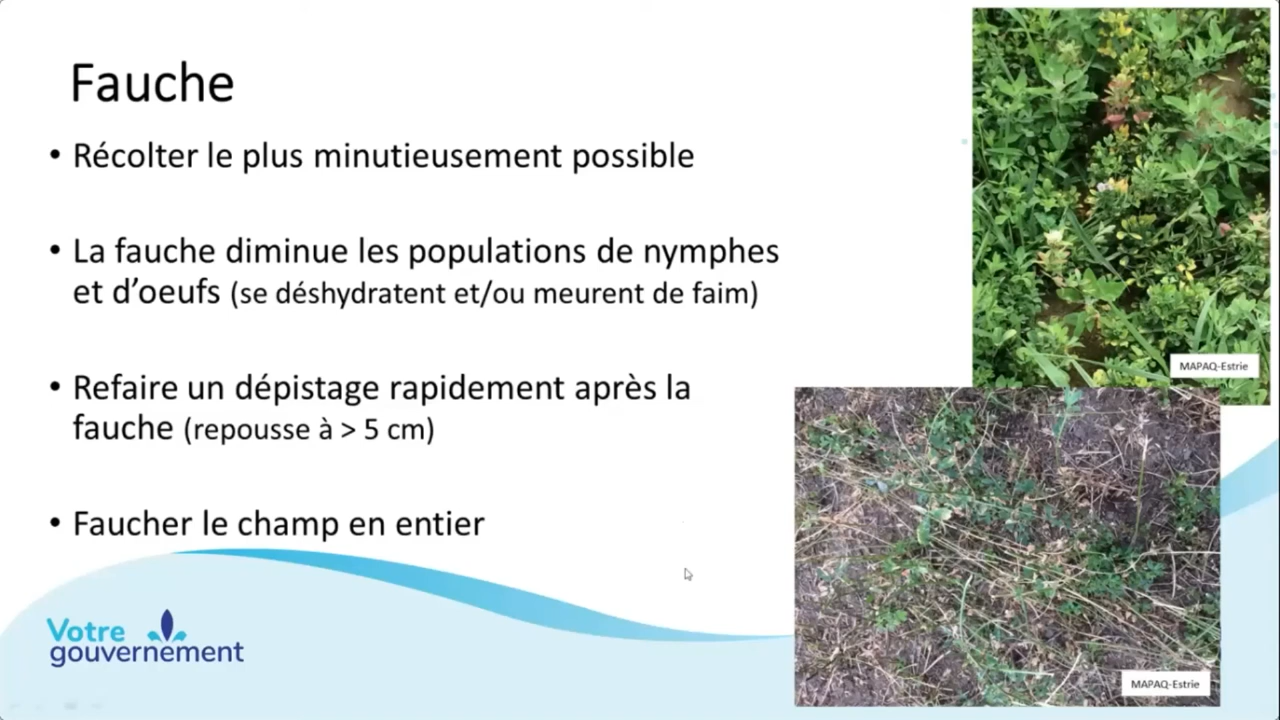 Fauche
• Récolter le plus minutieusement possible
• La fauche diminue les populations de nymphes
et d’oeufs (se déshydratent et/ou meurent de faim)
• Refaire un dépistage rapidement après la
fauche (repousse à > 5 cm)
• Faucher le champ en entier
MAPAQ-Estrie
MAPAQ-Estrie
Votre
gouvernement